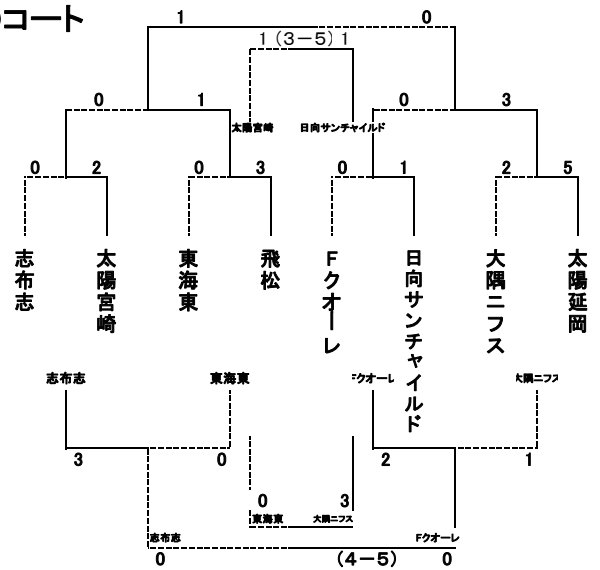 のコート
1 0
1 (3－5) 1
0 1 0 3
太陽宮崎 日向サンチャイルド
0 2 0 3 0 1 2 5
志布志
太陽宮崎
東海東
飛松
Fクオーレ
日向サンチャイルド
大隅ニフス
太陽延岡
志布志 東海東 Fクオーレ 大隅ニフス
3 0 2 1
0 3
東海東 大隅ニフス
志布志 Fクオーレ
0 (4－5) 0